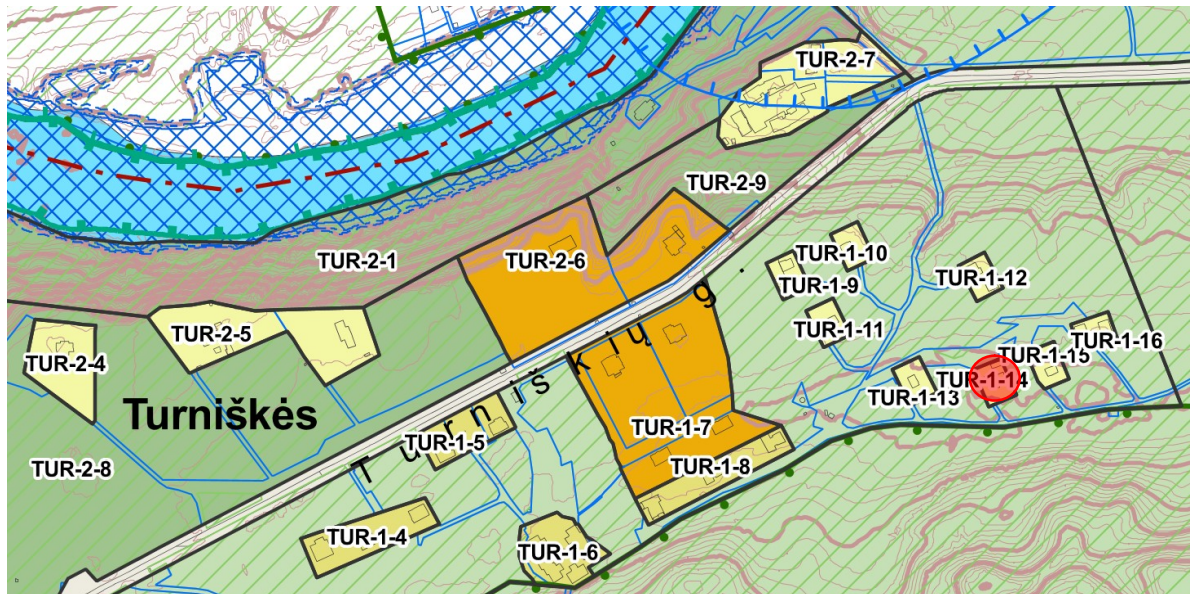 TUR-2-7
TUR-2-9
TUR-2-1
TUR-2-6
TUR-1-10
TUR-1-9
TUR-1-12
TUR-1-11
TUR-2-5
TUR-2-4
TUR-1-16
TUR-1-15
TUR-1-14
TUR-1-13
Turniškės
Turniškių g.
TUR-1-7
TUR-1-5
TUR-2-8
TUR-1-8
TUR-1-4
TUR-1-6